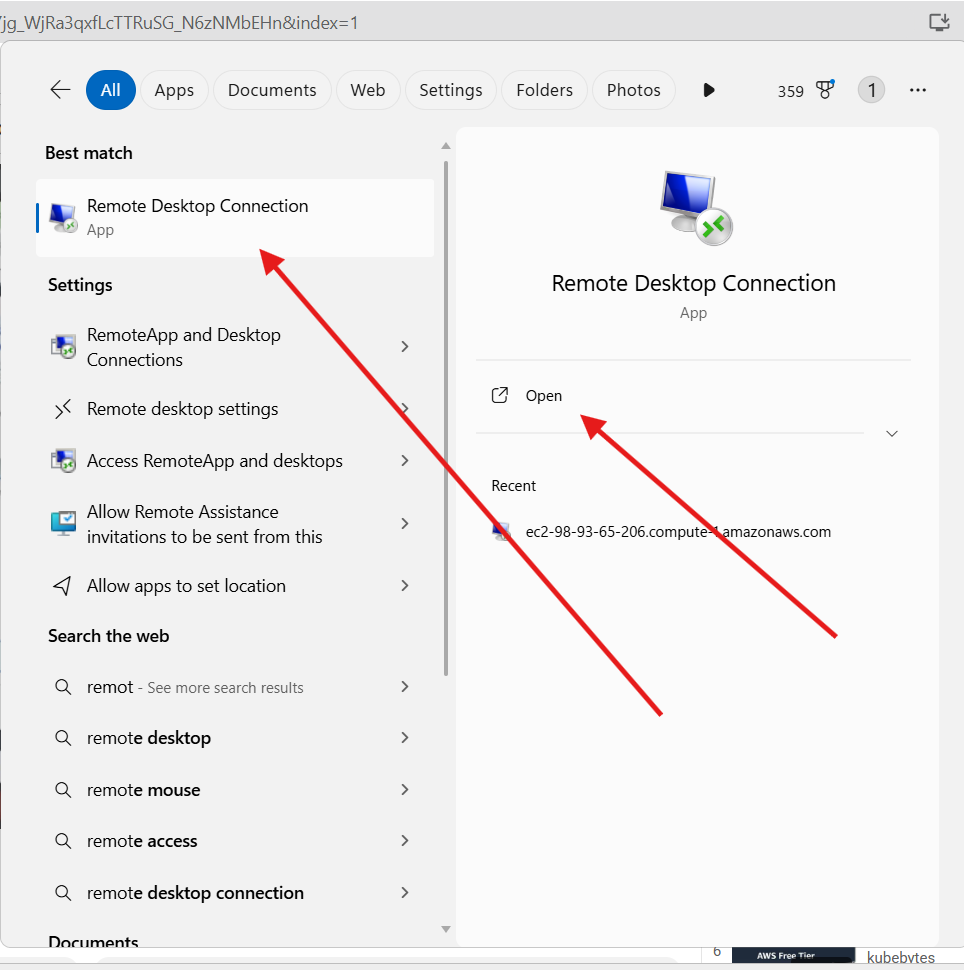 jg_WjRa3qxfLcTTRuSG_N6zNMbEHn&index=1
All Apps Documents Web Settings Folders Photos 359 1
Best match
Remote Desktop Connection
App
Settings
RemoteApp and Desktop
Connections
Remote desktop settings
Access RemoteApp and desktops
Allow Remote Assistance
invitations to be sent from this
Allow apps to set location
Search the web
remot - See more search results
remote desktop
remote mouse
remote access
remote desktop connection
Documents
Remote Desktop Connection
App
Open
Recent
ec2-98-93-65-206.compute-1.amazonaws.com
6 AWS Free Tier kubebytes